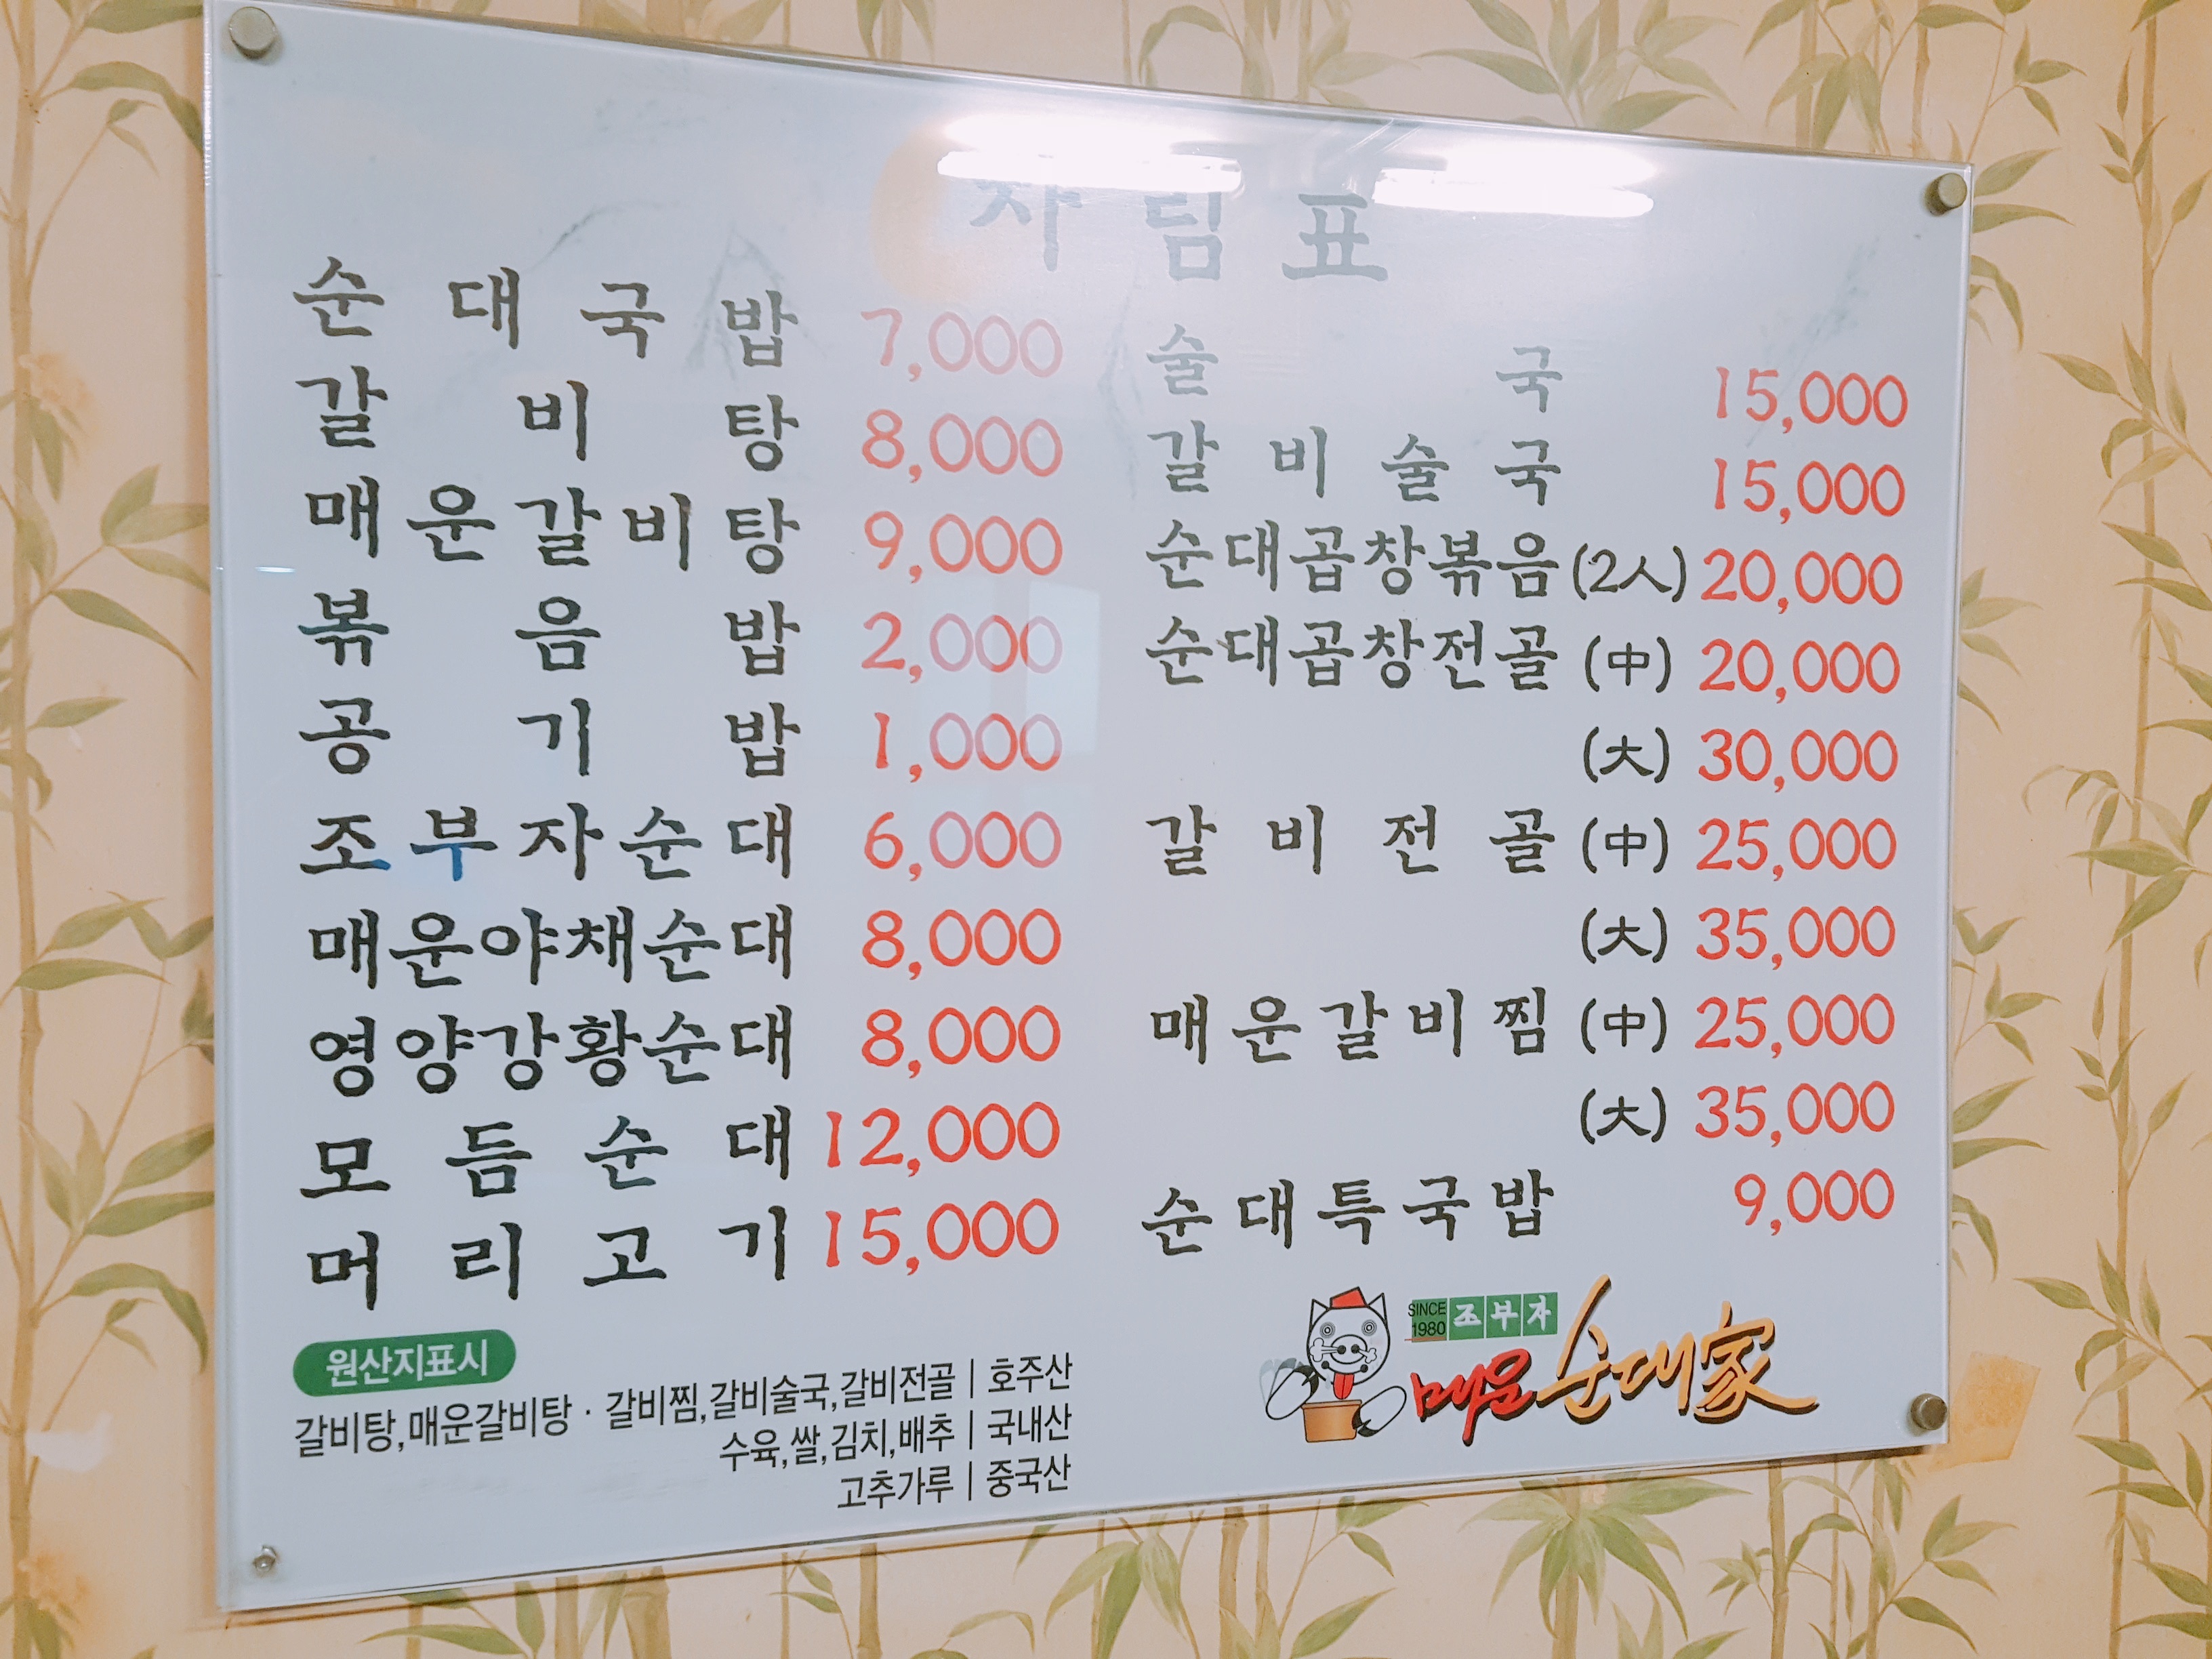 차림표
순대국밥 7,000
갈비탕 8,000
매운갈비탕 9,000
볶음밥 2,000
공기밥 1,000
조부자순대 6,000
매운야채순대 8,000
영양강황순대 8,000
모듬순대 12,000
머리고기 15,000
술국 15,000
갈비술국 15,000
순대곱창볶음(2人) 20,000
순대곱창전골(中) 20,000
(大) 30,000
갈비전골(中) 25,000
(大) 35,000
매운갈비찜(中) 25,000
(大) 35,000
순대특국밥 9,000
원산지표시
갈비탕,매운갈비탕 · 갈비찜,갈비술국,갈비전골 | 호주산
수육,쌀,김치,배추 | 국내산
고추가루 | 중국산
SINCE 1980 조부자
매운순대家